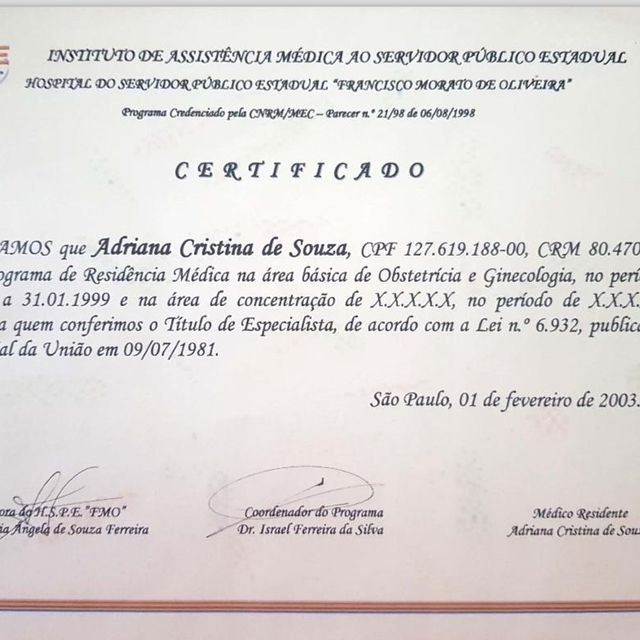 INSTITUTO DE ASSISTÊNCIA MÉDICA AO SERVIDOR PÚBLICO ESTADUAL
HOSPITAL DO SERVIDOR PÚBLICO ESTADUAL "FRANCISCO MORATO DE OLIVEIRA"
Programa Credenciado pela CNRM/MEC – Parecer n.º 21/98 de 06/08/1998
CERTIFICADO
AMOS que Adriana Cristina de Souza, CPF 127.619.188-00, CRM 80.470
ograma de Residência Médica na área básica de Obstetrícia e Ginecologia, no perí
a 31.01.1999 e na área de concentração de X.X.X.X.X, no período de X.X.X
a quem conferimos o Título de Especialista, de acordo com a Lei n.º 6.932, publica
ial da União em 09/07/1981.
São Paulo, 01 de fevereiro de 2003.
ora do H.S.P.E. "FMO" Coordenador do Programa Médico Residente
ia Ângela de Souza Ferreira Dr. Israel Ferreira da Silva Adriana Cristina de Souz